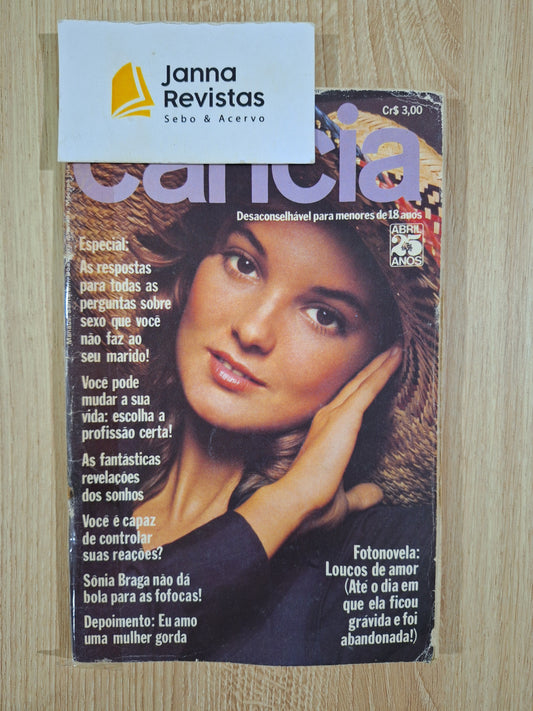 Janna
Revistas
Sebo & Acervo
Cr$ 3,00
carícia
Desaconselhável para menores de 18 anos
ABRIL
25
ANOS
Especial:
As respostas
para todas as
perguntas sobre
sexo que você
não faz ao
seu marido!
Você pode
mudar a sua
vida: escolha a
profissão certa!
As fantásticas
revelações
dos sonhos
Você é capaz
de controlar
suas reações?
Sônia Braga não dá
bola para as fofocas!
Depoimento: Eu amo
uma mulher gorda
Fotonovela:
Loucos de amor
(Até o dia em
que ela ficou
grávida e foi
abandonada!)